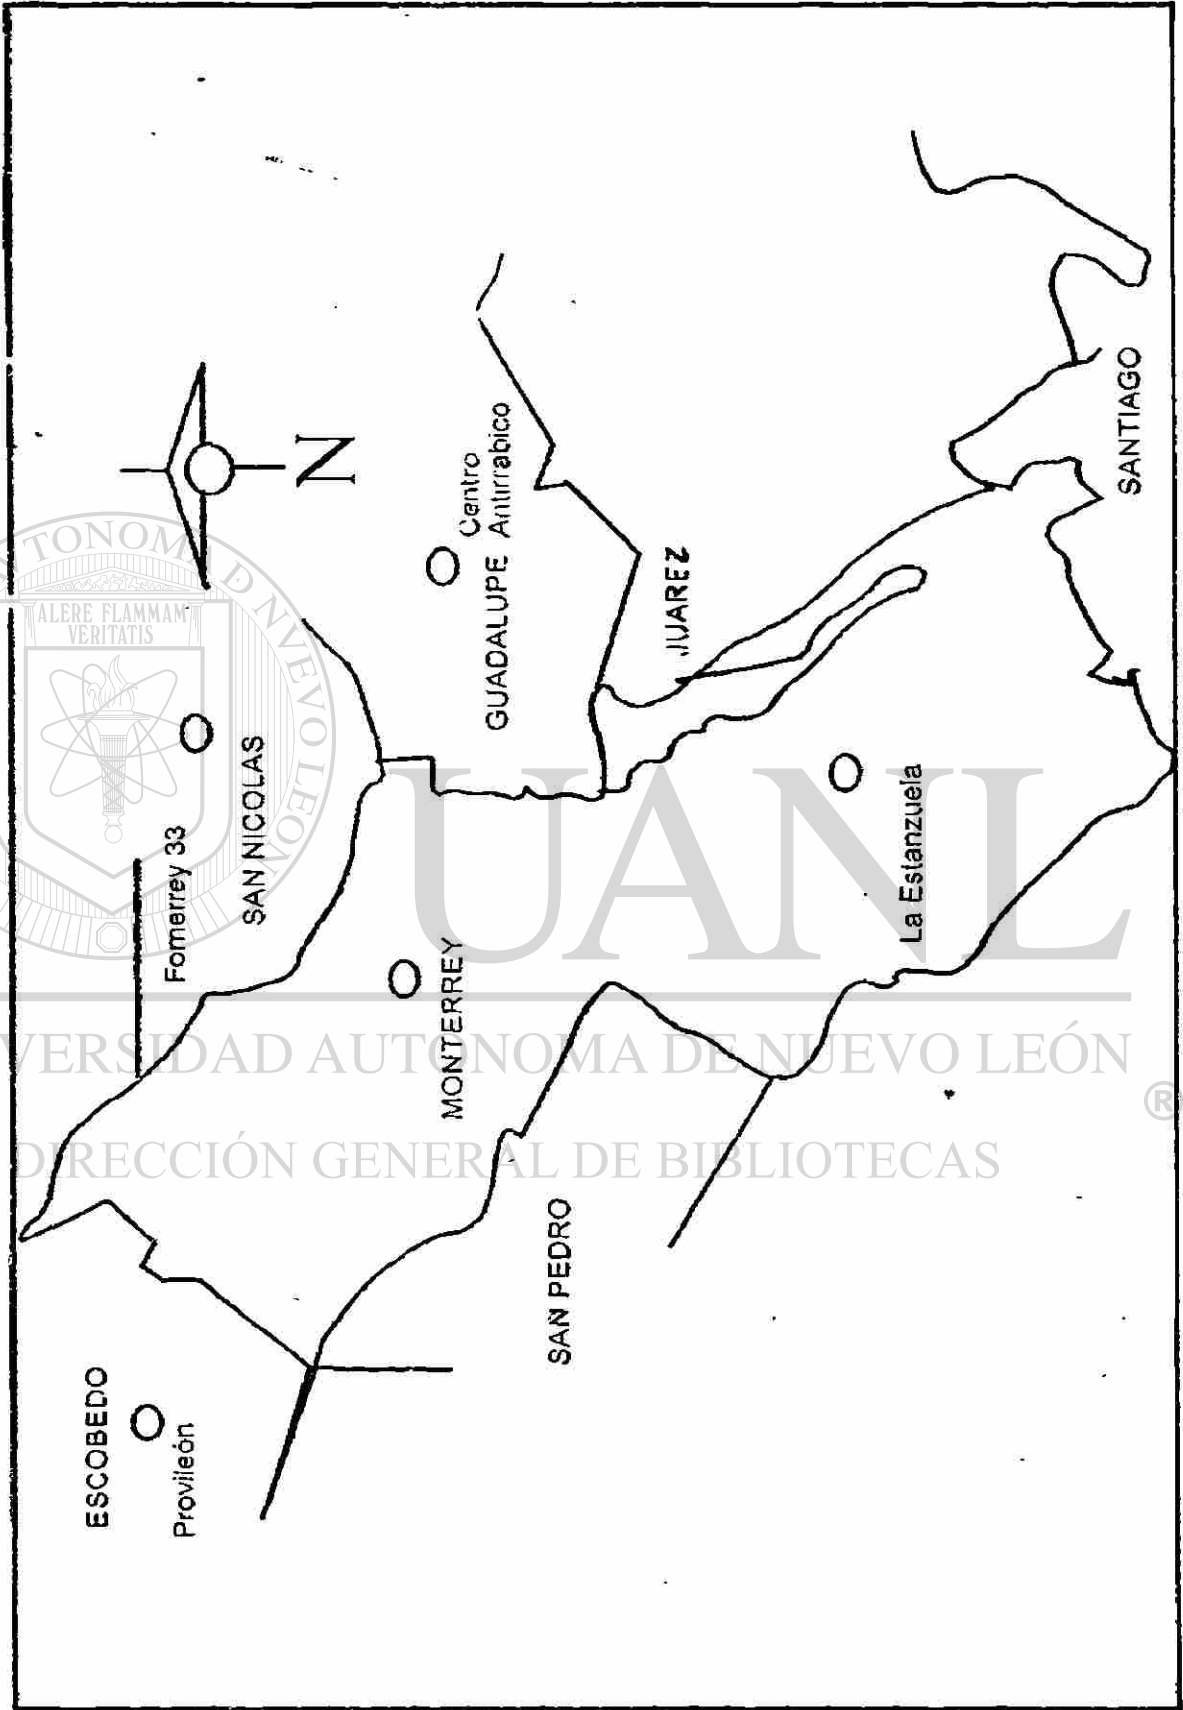 ESCOBEDO
Provileón
Fomerrey 33
SAN NICOLAS
N
MONTERREY
Centro
GUADALUPE Antirrabico
SAN PEDRO
JUAREZ
La Estanzuela
SANTIAGO
ALERE FLAMMAM
VERITATIS
UANL
VERSIDAD AUTÓNOMA DE NUEVO LEÓN
®
DIRECCIÓN GENERAL DE BIBLIOTECAS